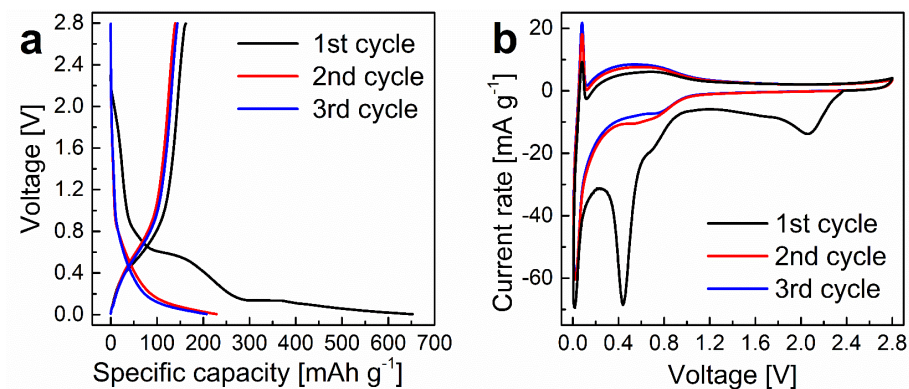 a
1st cycle
2nd cycle
3rd cycle
Voltage [V]
2.8
2.4
2.0
1.6
1.2
0.8
0.4
0.0
0 100 200 300 400 500 600 700
Specific capacity [mAh g⁻¹]
b
1st cycle
2nd cycle
3rd cycle
Current rate [mA g⁻¹]
20
0
-20
-40
-60
0.0 0.4 0.8 1.2 1.6 2.0 2.4 2.8
Voltage [V]